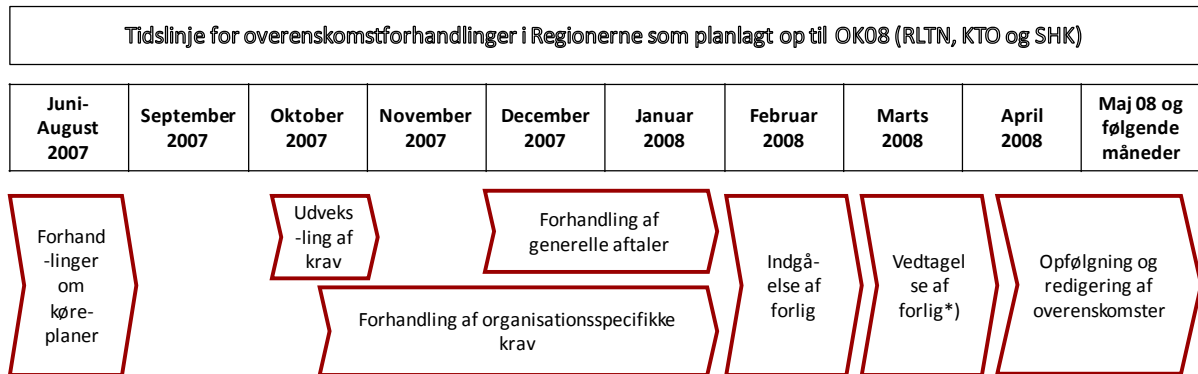 Tidslinje for overenskomstforhandlinger i Regionerne som planlagt op til OK08 (RLTN, KTO og SHK)
Juni-
August
2007
September
2007
Oktober
2007
November
2007
December
2007
Januar
2008
Februar
2008
Marts
2008
April
2008
Maj 08 og
følgende
måneder
Forhand
-linger
om
køre-
planer
Udveks
-ling af
krav
Forhandling af
generelle aftaler
Forhandling af organisationsspecifikke
krav
Indgå-
else af
forlig
Vedtagel
se af
forlig*)
Opfølgning og
redigering af
overenskomster